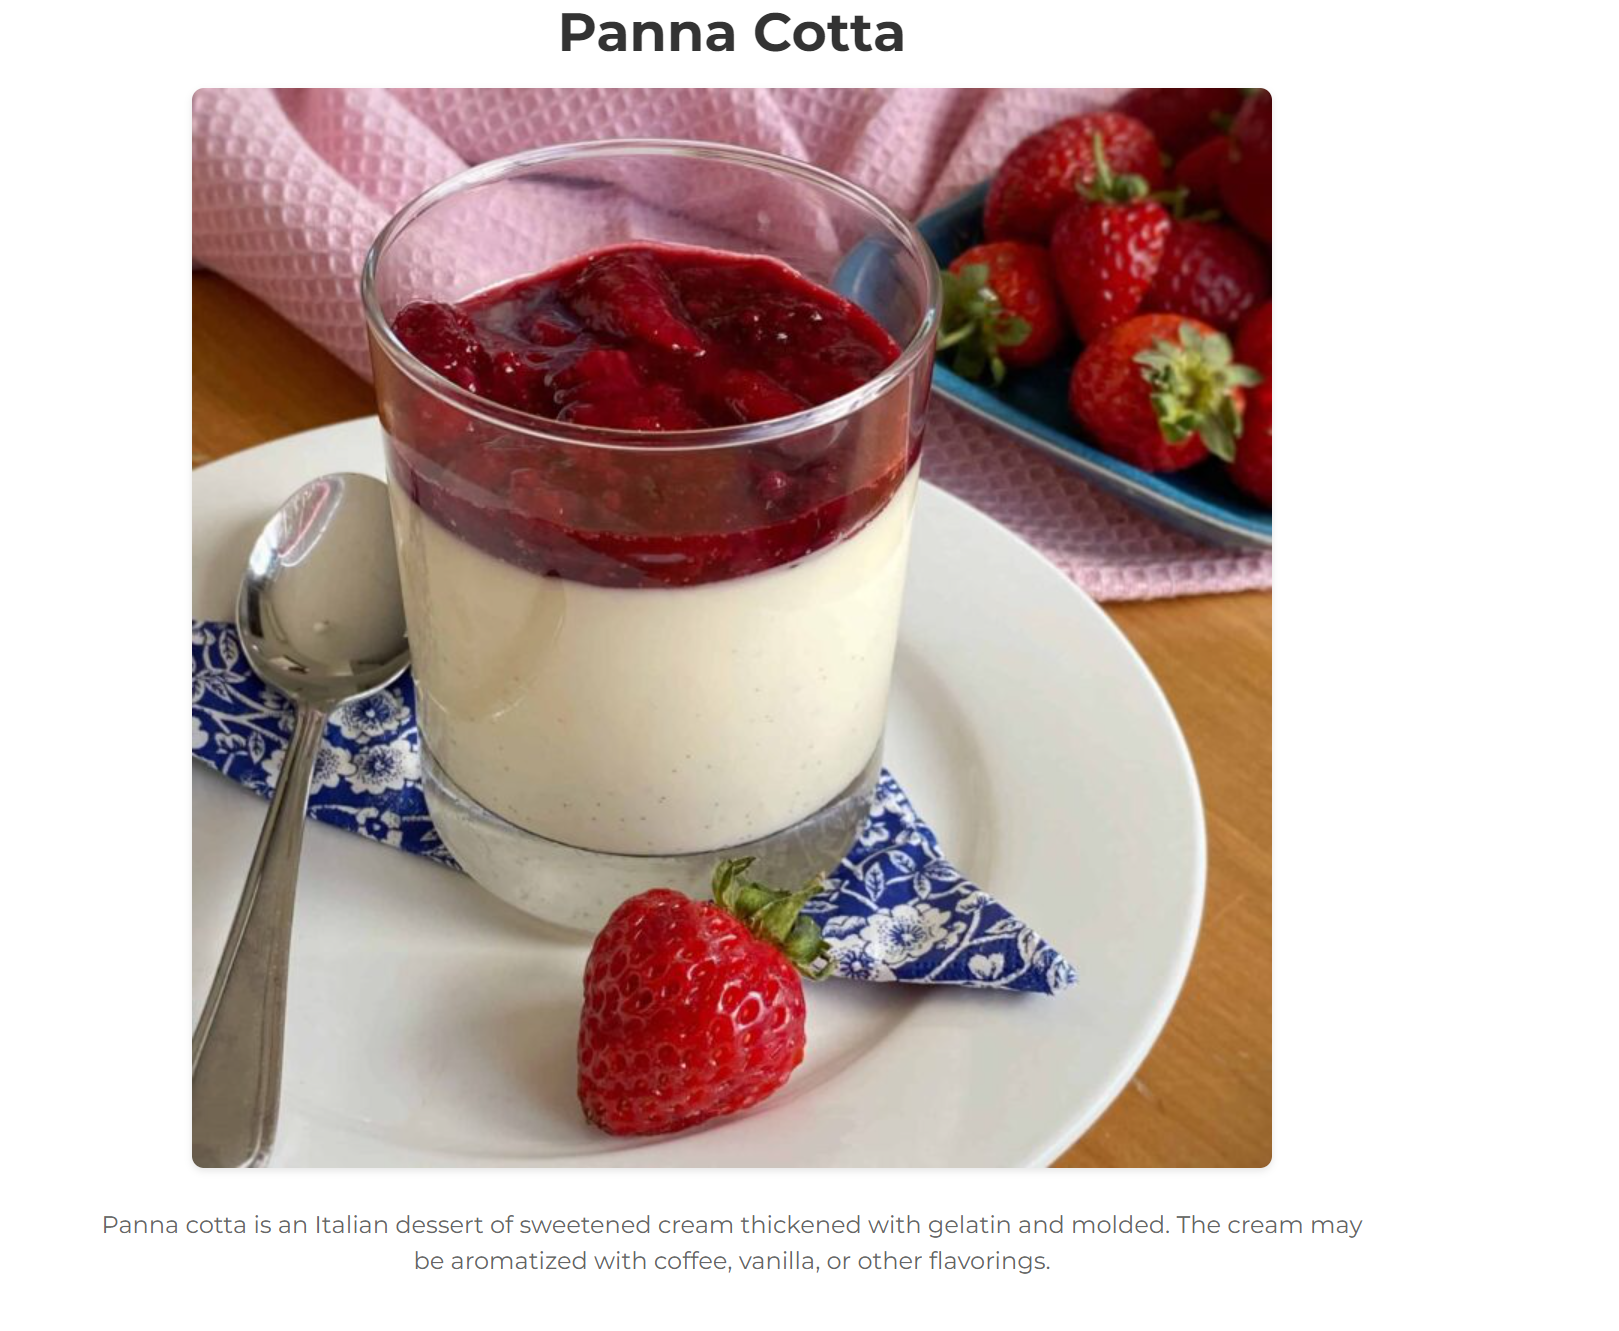 Panna Cotta
Panna cotta is an Italian dessert of sweetened cream thickened with gelatin and molded. The cream may
be aromatized with coffee, vanilla, or other flavorings.